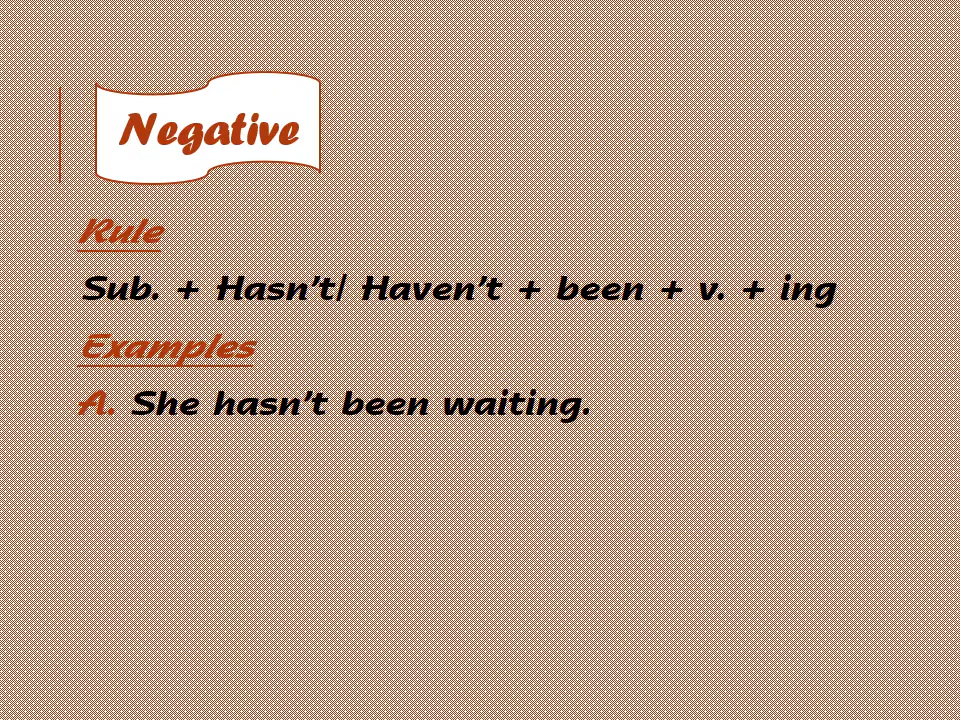 Negative
Rule
Sub. + Hasn’t/ Haven’t + been + v. + ing
Examples
A. She hasn’t been waiting.